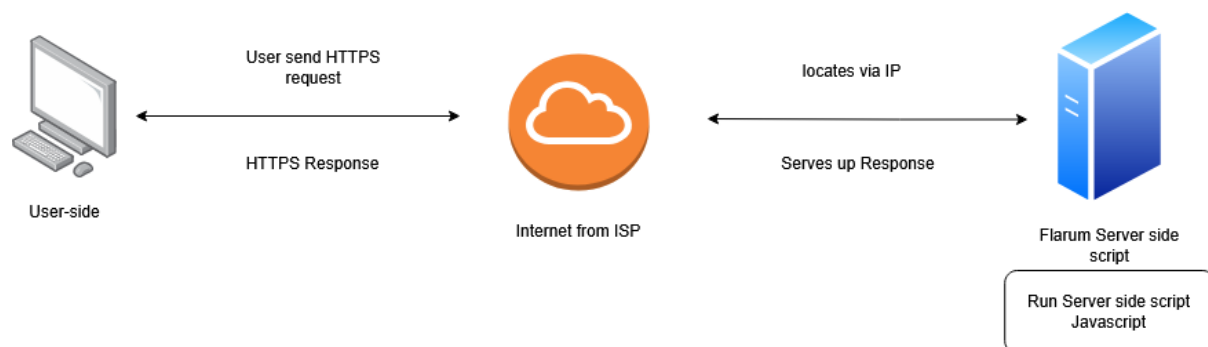 User send HTTPS
request
HTTPS Response
User-side
Internet from ISP
locates via IP
Serves up Response
Flarum Server side
script
Run Server side script
Javascript